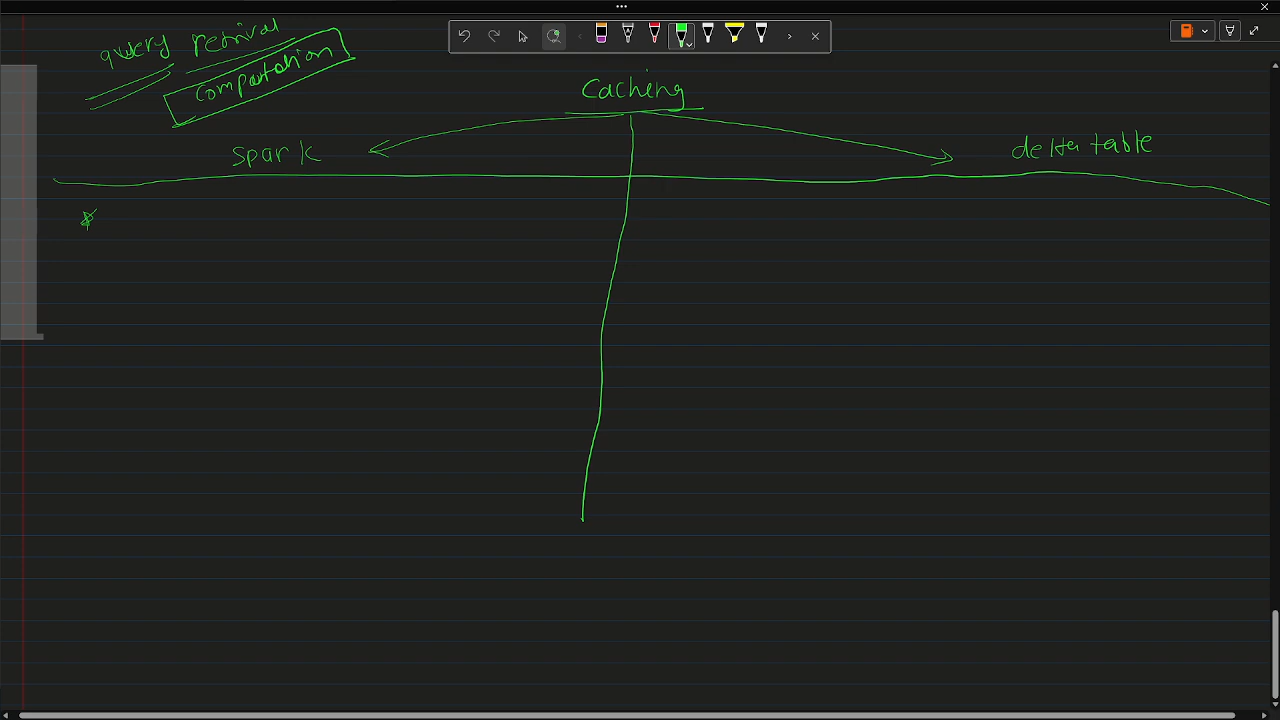 query retrival
Computation
Caching
spark
delta table